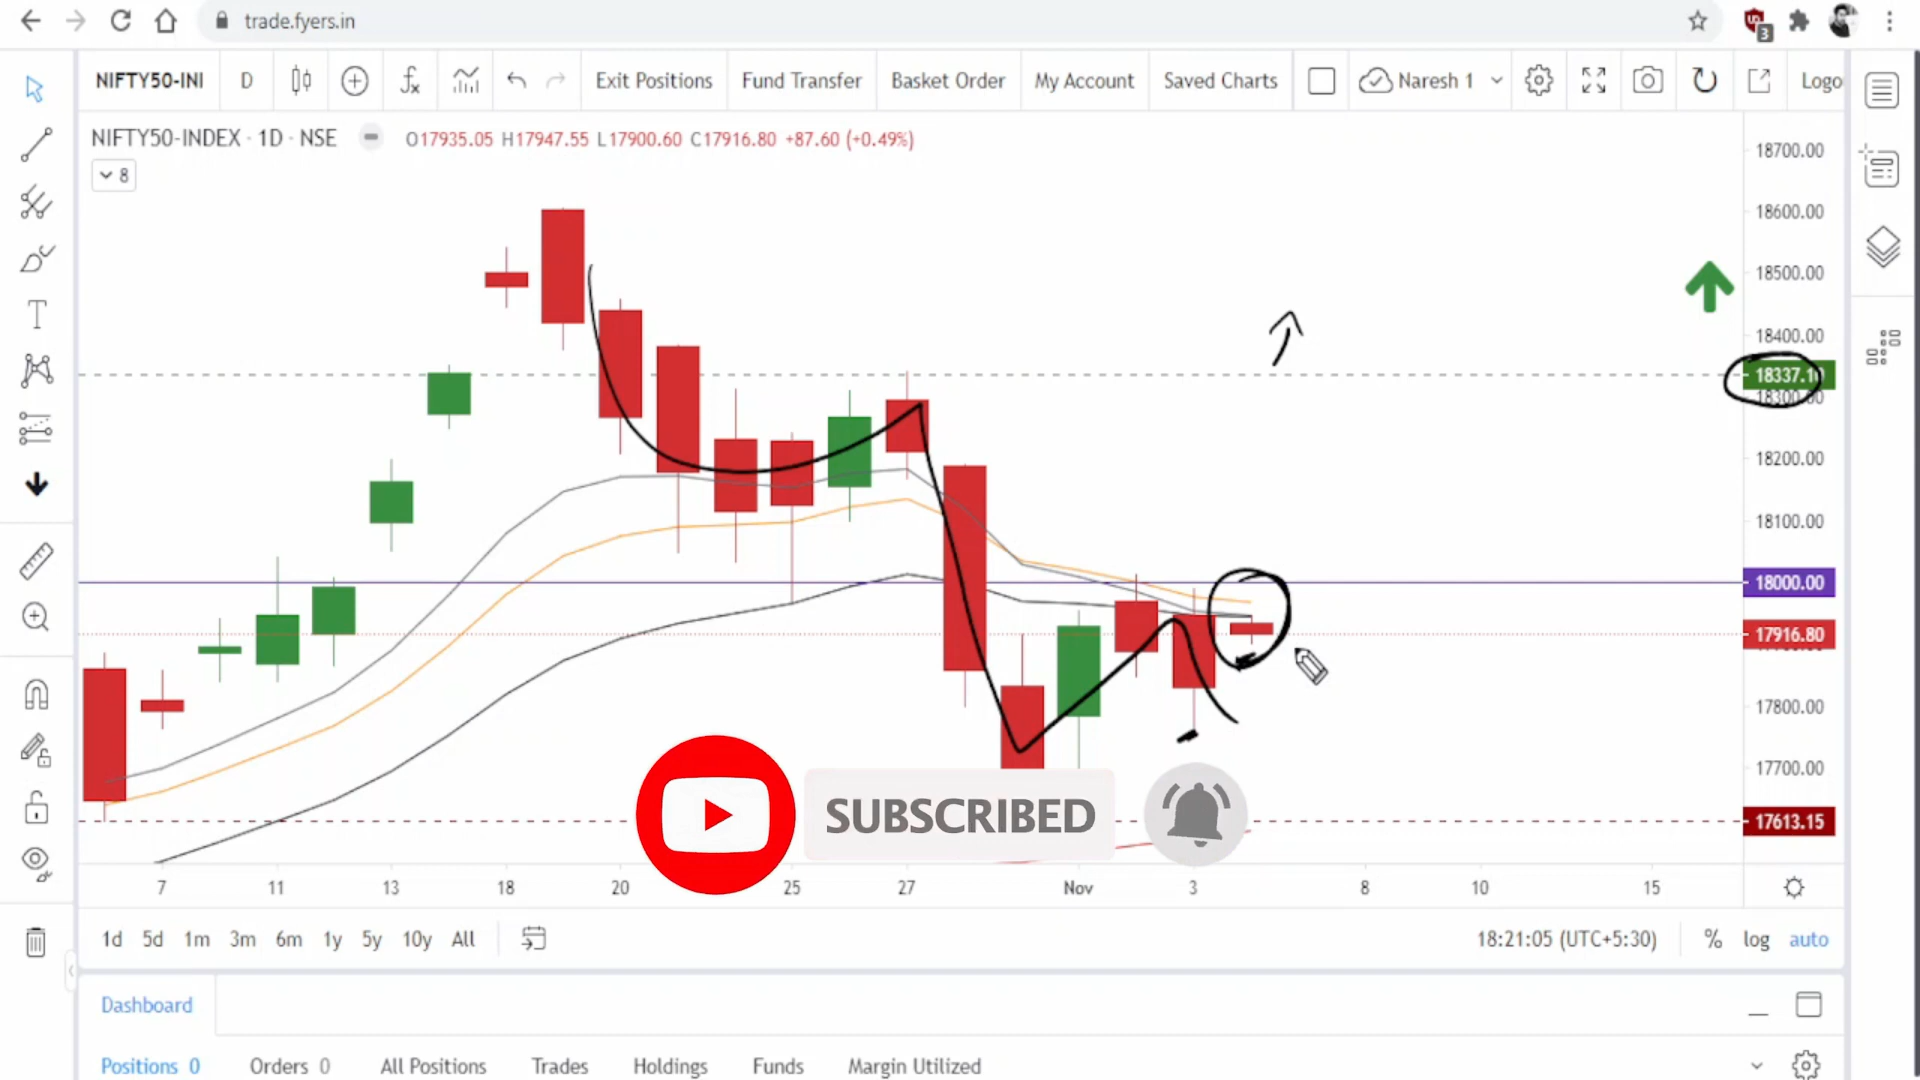 trade.fyers.in
3
NIFTY50-INI D Exit Positions Fund Transfer Basket Order My Account Saved Charts Naresh 1 Logo
NIFTY50-INDEX · 1D · NSE O17935.05 H17947.55 L17900.60 C17916.80 +87.60 (+0.49%)
8
18700.00
18600.00
18500.00
18400.00
18337.10
18300.00
18200.00
18100.00
18000.00
17916.80
17800.00
17700.00
17613.15
SUBSCRIBED
7 11 13 18 20 25 27 Nov 3 8 10 15
1d 5d 1m 3m 6m 1y 5y 10y All 18:21:05 (UTC+5:30) % log auto
Dashboard
Positions 0 Orders 0 All Positions Trades Holdings Funds Margin Utilized